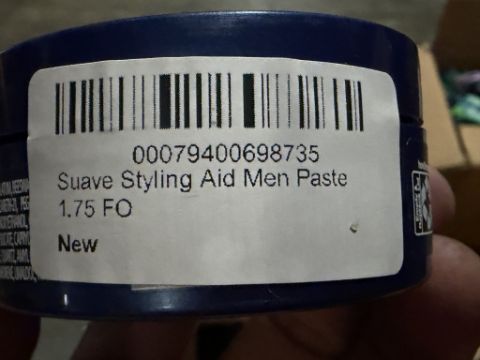 00079400698735
Suave Styling Aid Men Paste
1.75 FO
New